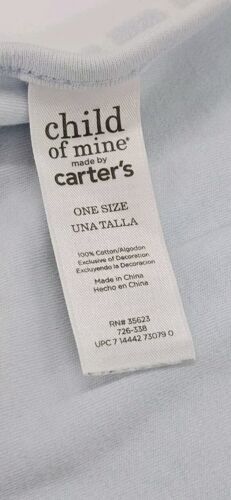 child
of mine®
made by
carter's
ONE SIZE
UNA TALLA
100% Cotton/Algodon
Exclusive of Decoration
Excluyendo la Decoracion
Made in China
Hecho en China
RN# 35623
726-338
UPC 7 14442 73079 0